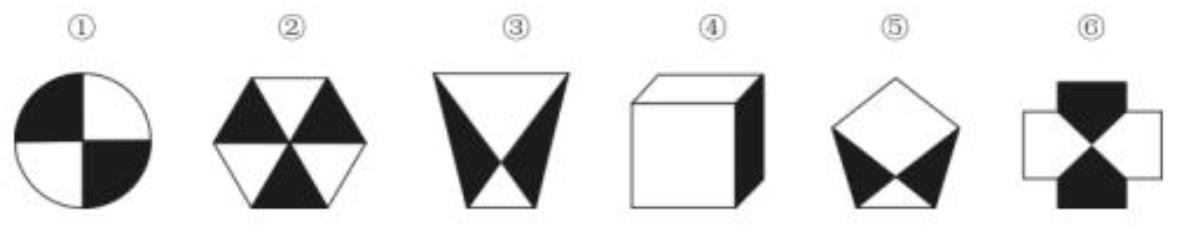 ① ② ③ ④ ⑤ ⑥